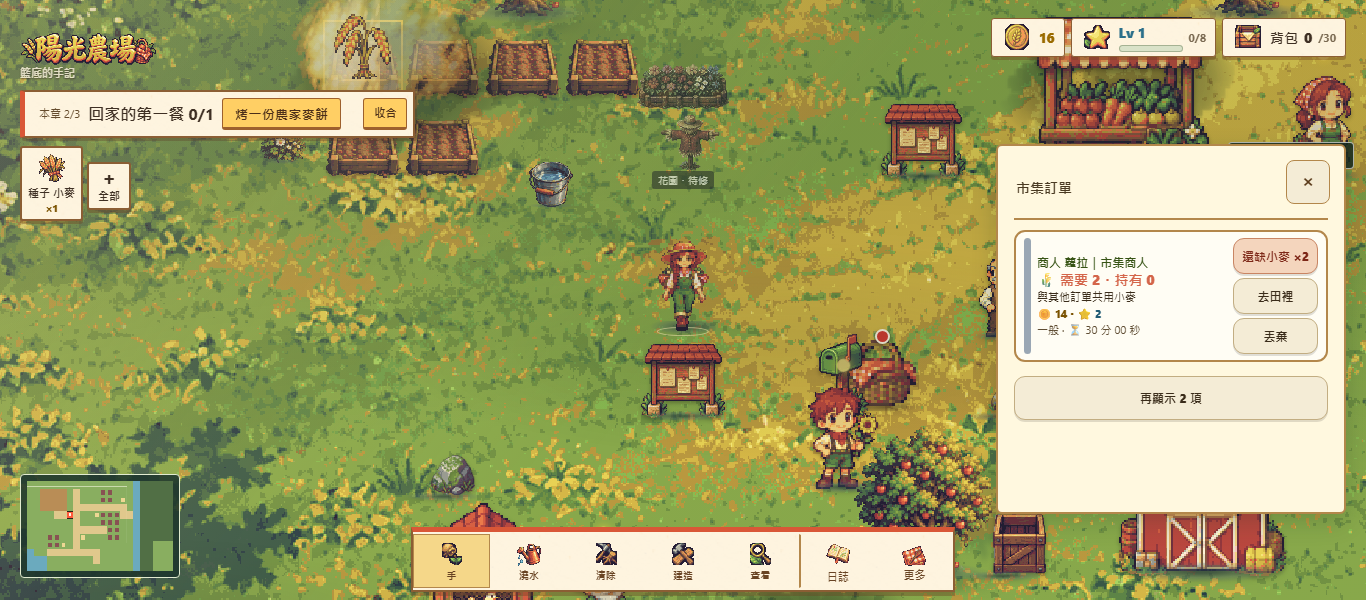 陽光農場
籃底的手記
本章 2/3 回家的第一餐 0/1 烤一份農家麥餅 收合
種子 小麥
×1
+
全部
16
Lv 1
0/8
背包 0 /30
花圃 · 待修
市集訂單
×
商人 蘿拉 | 市集商人
需要 2 · 持有 0
與其他訂單共用小麥
14 · 2
一般 · 30 分 00 秒
還缺小麥 ×2
去田裡
丟棄
再顯示 2 項
手
澆水
清除
建造
查看
日誌
更多